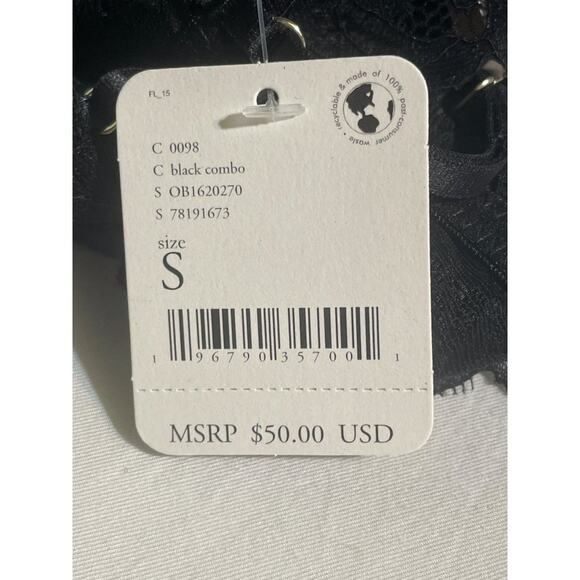 FL_15
recyclable & made of 100% post-consumer waste •
C 0098
C black combo
S OB1620270
S 78191673
size
S
1 96790 35700 1
MSRP $50.00 USD